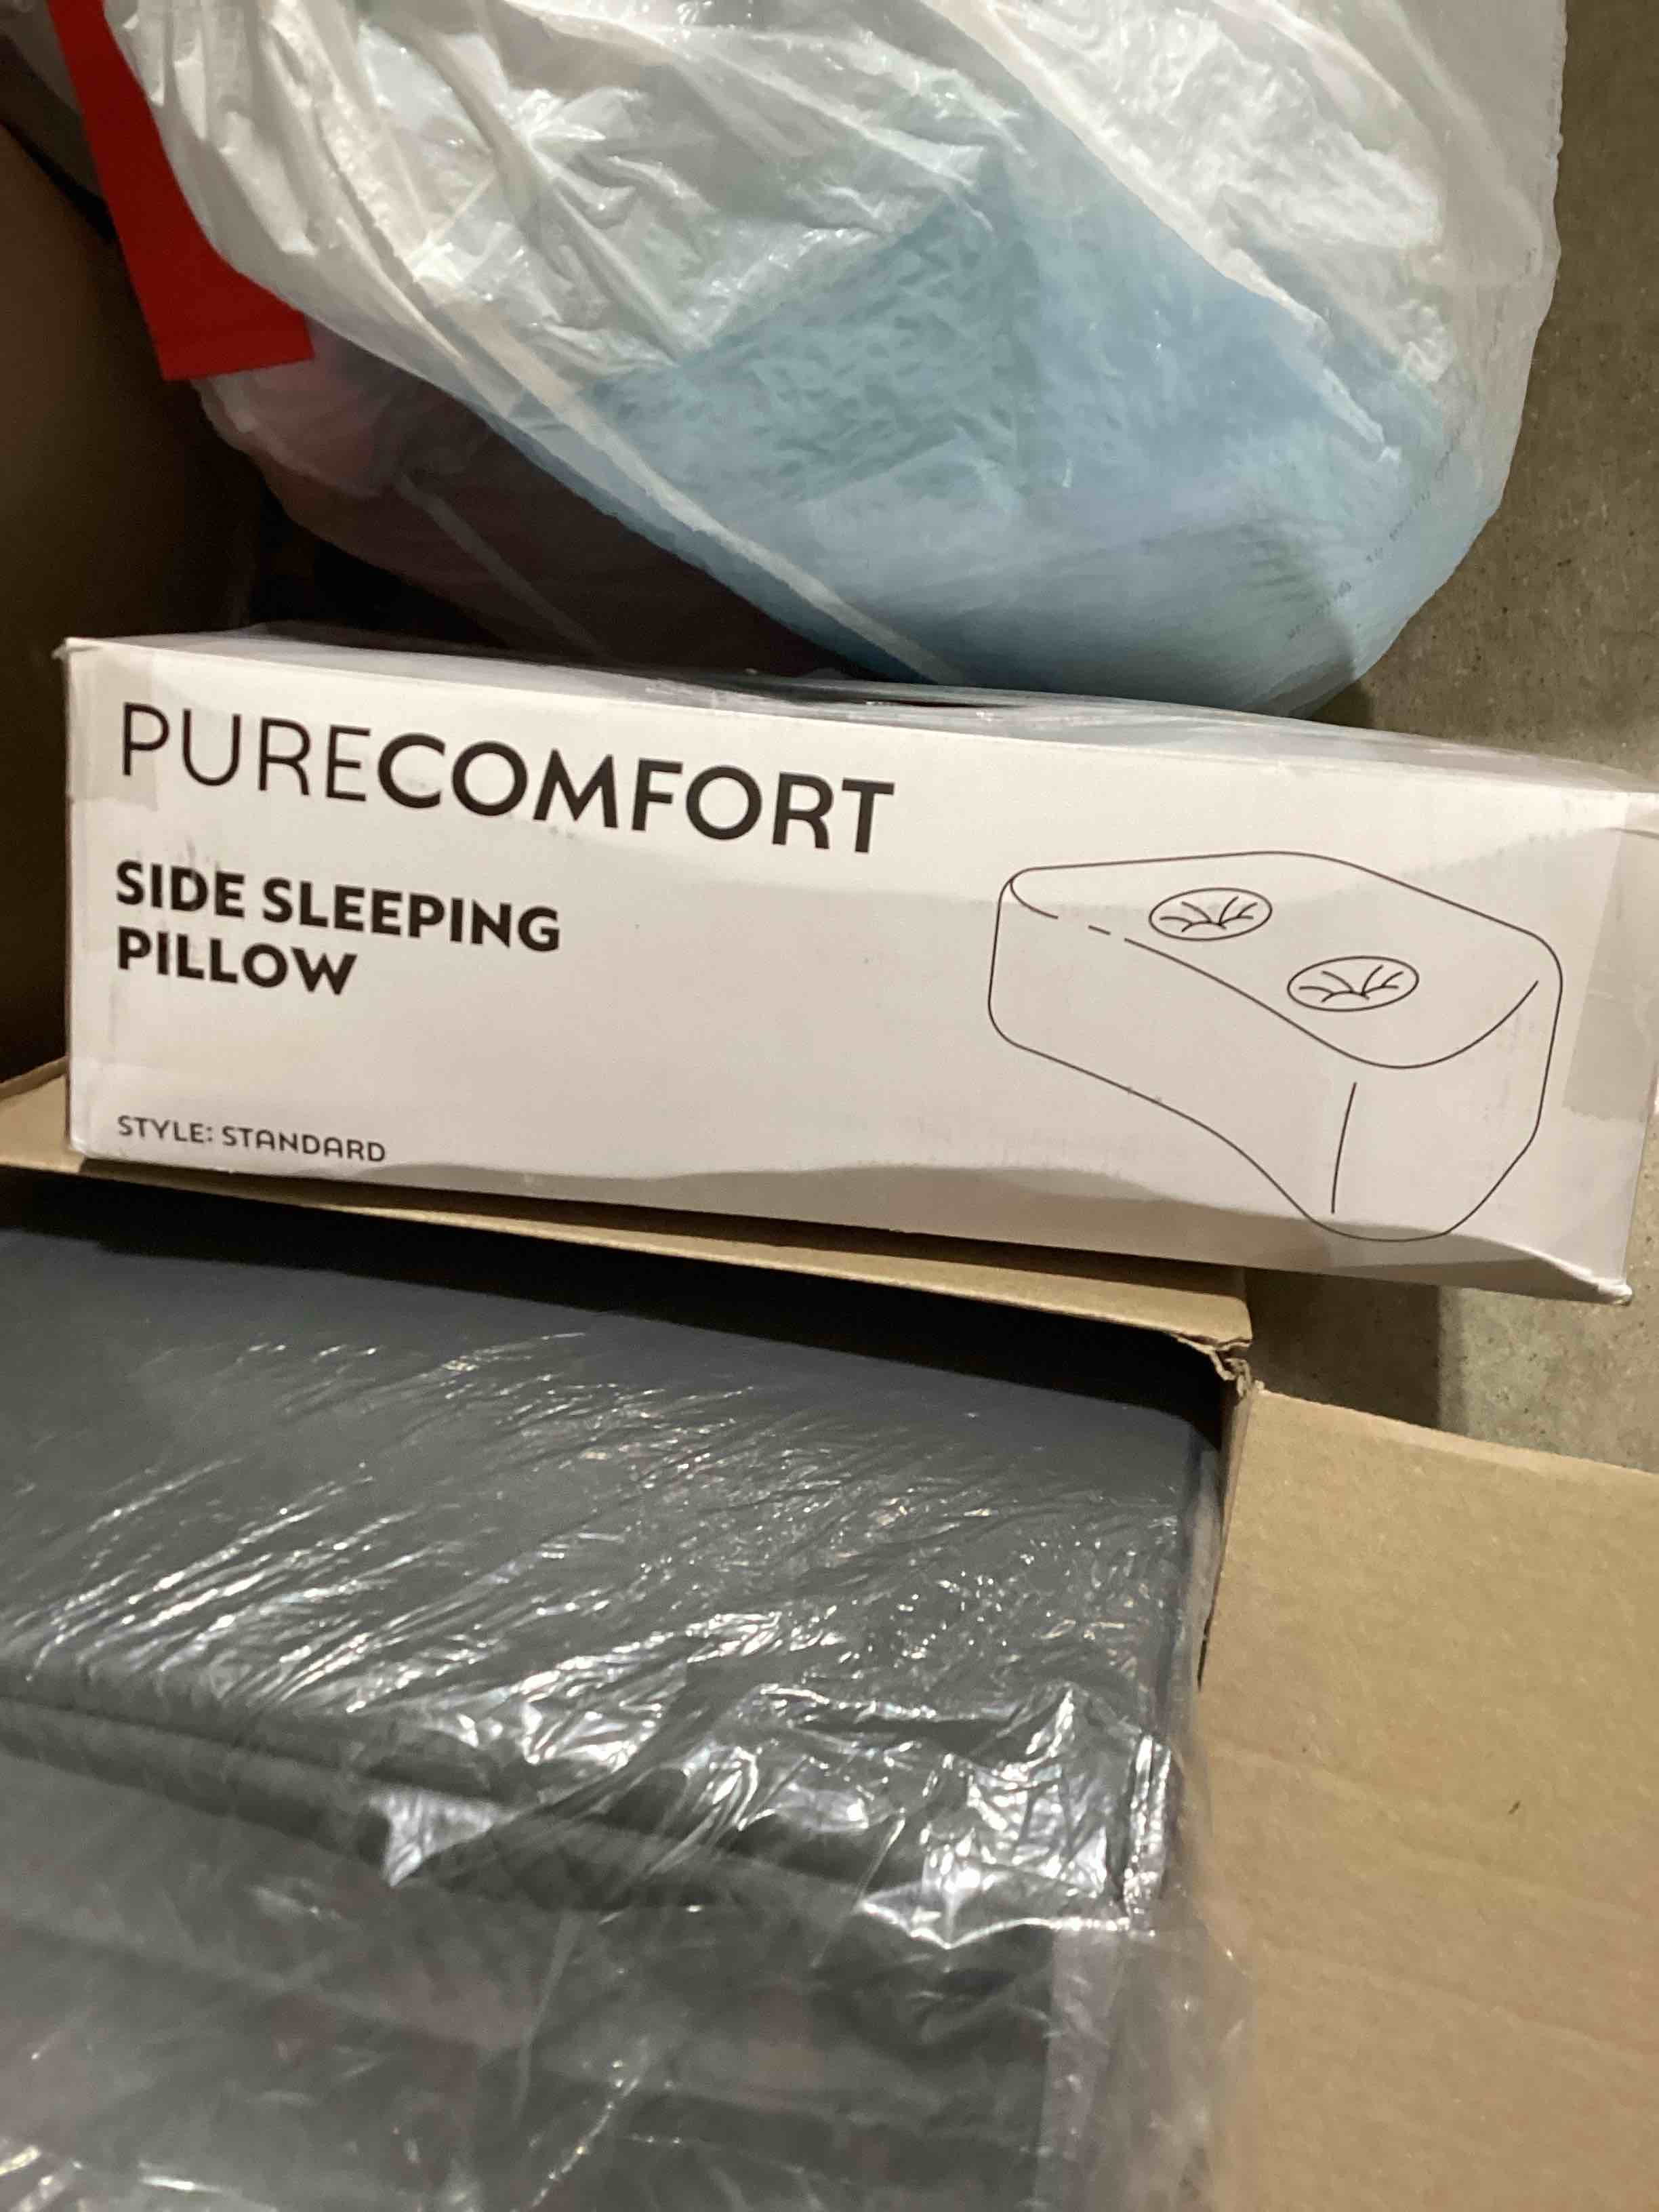 PURECOMFORT
SIDE SLEEPING
PILLOW
STYLE: STANDARD